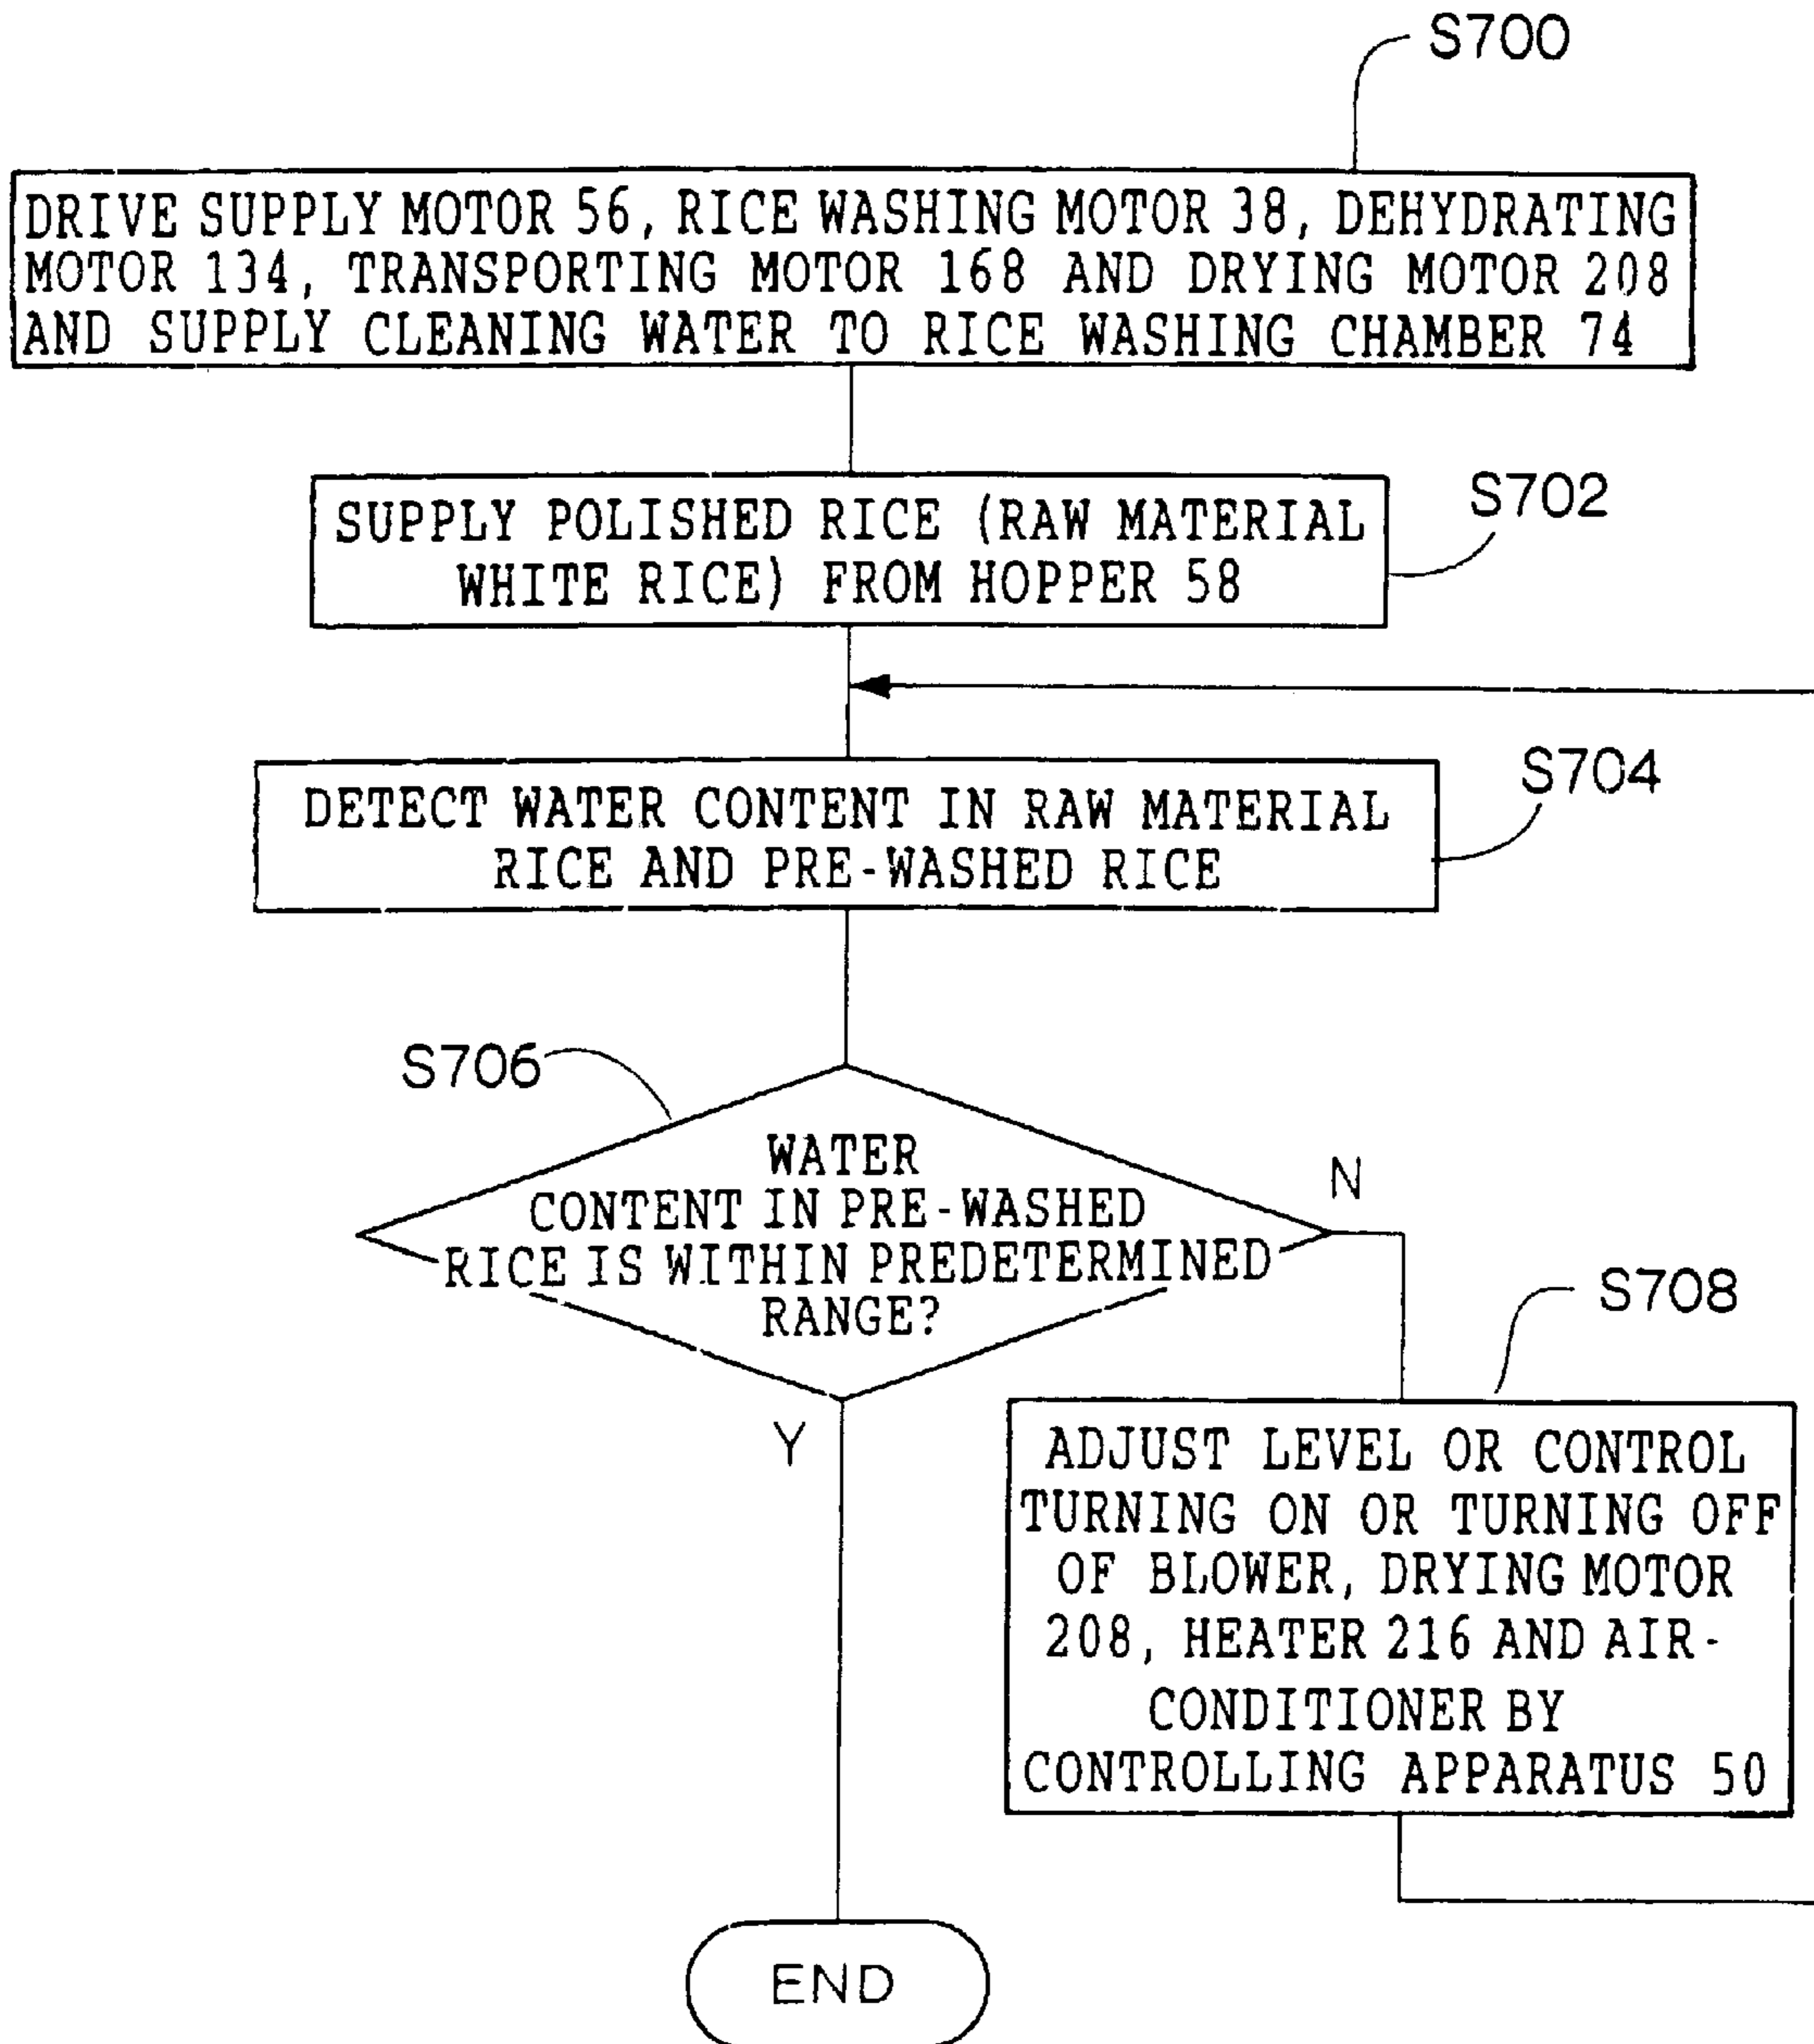 S700
DRIVE SUPPLY MOTOR 56, RICE WASHING MOTOR 38, DEHYDRATING
MOTOR 134, TRANSPORTING MOTOR 168 AND DRYING MOTOR 208
AND SUPPLY CLEANING WATER TO RICE WASHING CHAMBER 74
S702
SUPPLY POLISHED RICE (RAW MATERIAL
WHITE RICE) FROM HOPPER 58
S704
DETECT WATER CONTENT IN RAW MATERIAL
RICE AND PRE-WASHED RICE
S706
WATER
CONTENT IN PRE-WASHED
RICE IS WITHIN PREDETERMINED
RANGE?
N
Y
S708
ADJUST LEVEL OR CONTROL
TURNING ON OR TURNING OFF
OF BLOWER, DRYING MOTOR
208, HEATER 216 AND AIR-
CONDITIONER BY
CONTROLLING APPARATUS 50
END